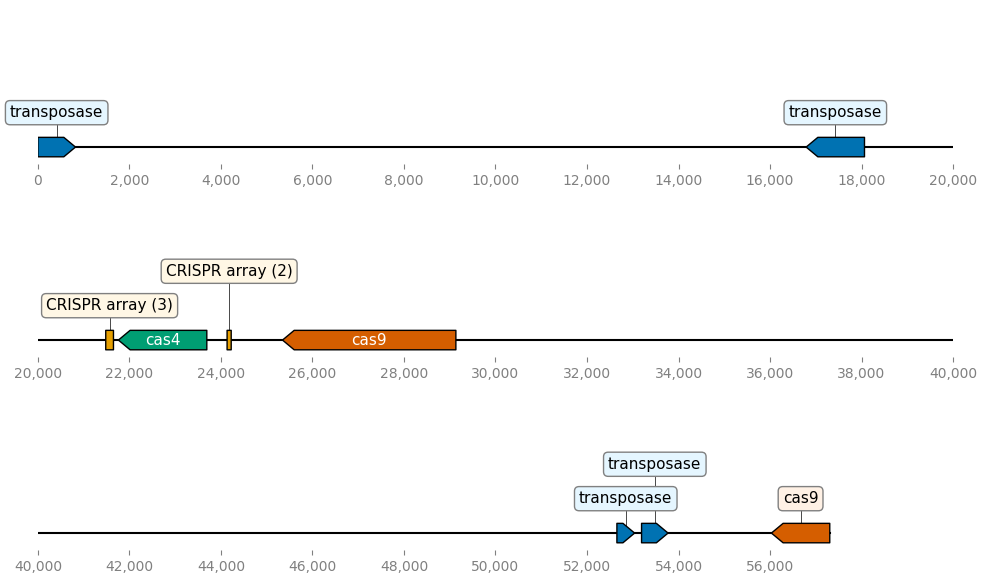 transposase transposase
0 2,000 4,000 6,000 8,000 10,000 12,000 14,000 16,000 18,000 20,000
CRISPR array (2)
CRISPR array (3)
cas4 cas9
20,000 22,000 24,000 26,000 28,000 30,000 32,000 34,000 36,000 38,000 40,000
transposase
transposase cas9
40,000 42,000 44,000 46,000 48,000 50,000 52,000 54,000 56,000